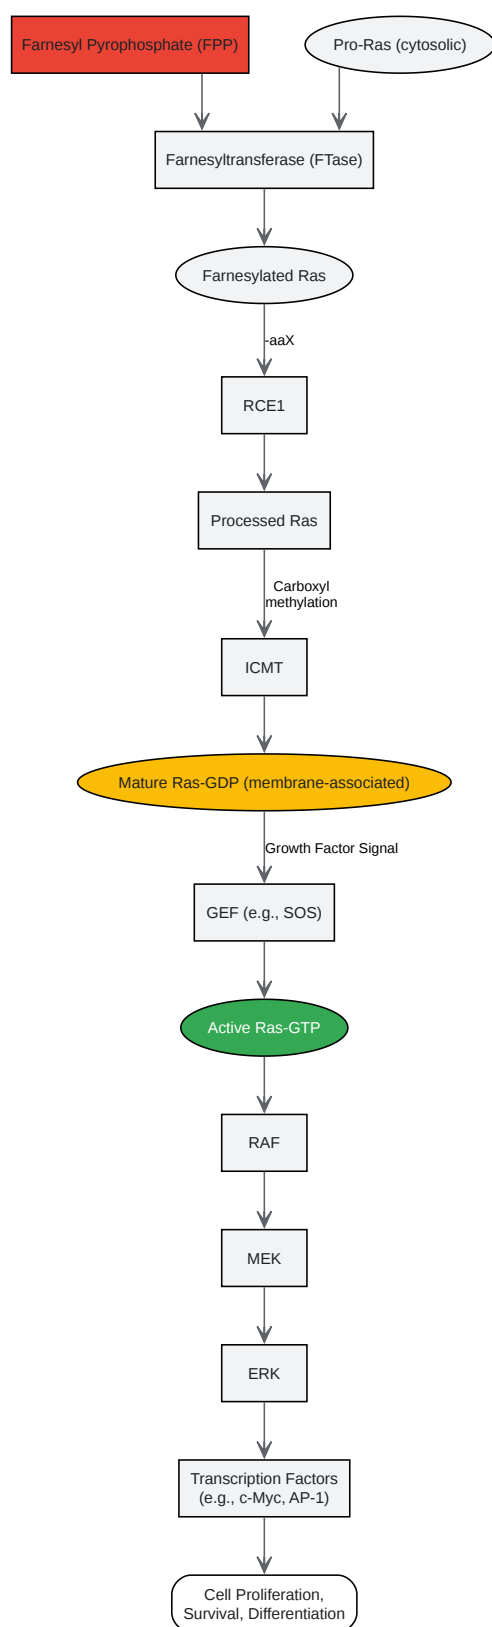 Farnesyl Pyrophosphate (FPP)
Pro-Ras (cytosolic)
Farnesyltransferase (FTase)
Farnesylated Ras
-aaX
RCE1
Processed Ras
Carboxyl
methylation
ICMT
Mature Ras-GDP (membrane-associated)
Growth Factor Signal
GEF (e.g., SOS)
Active Ras-GTP
RAF
MEK
ERK
Transcription Factors
(e.g., c-Myc, AP-1)
Cell Proliferation,
Survival, Differentiation